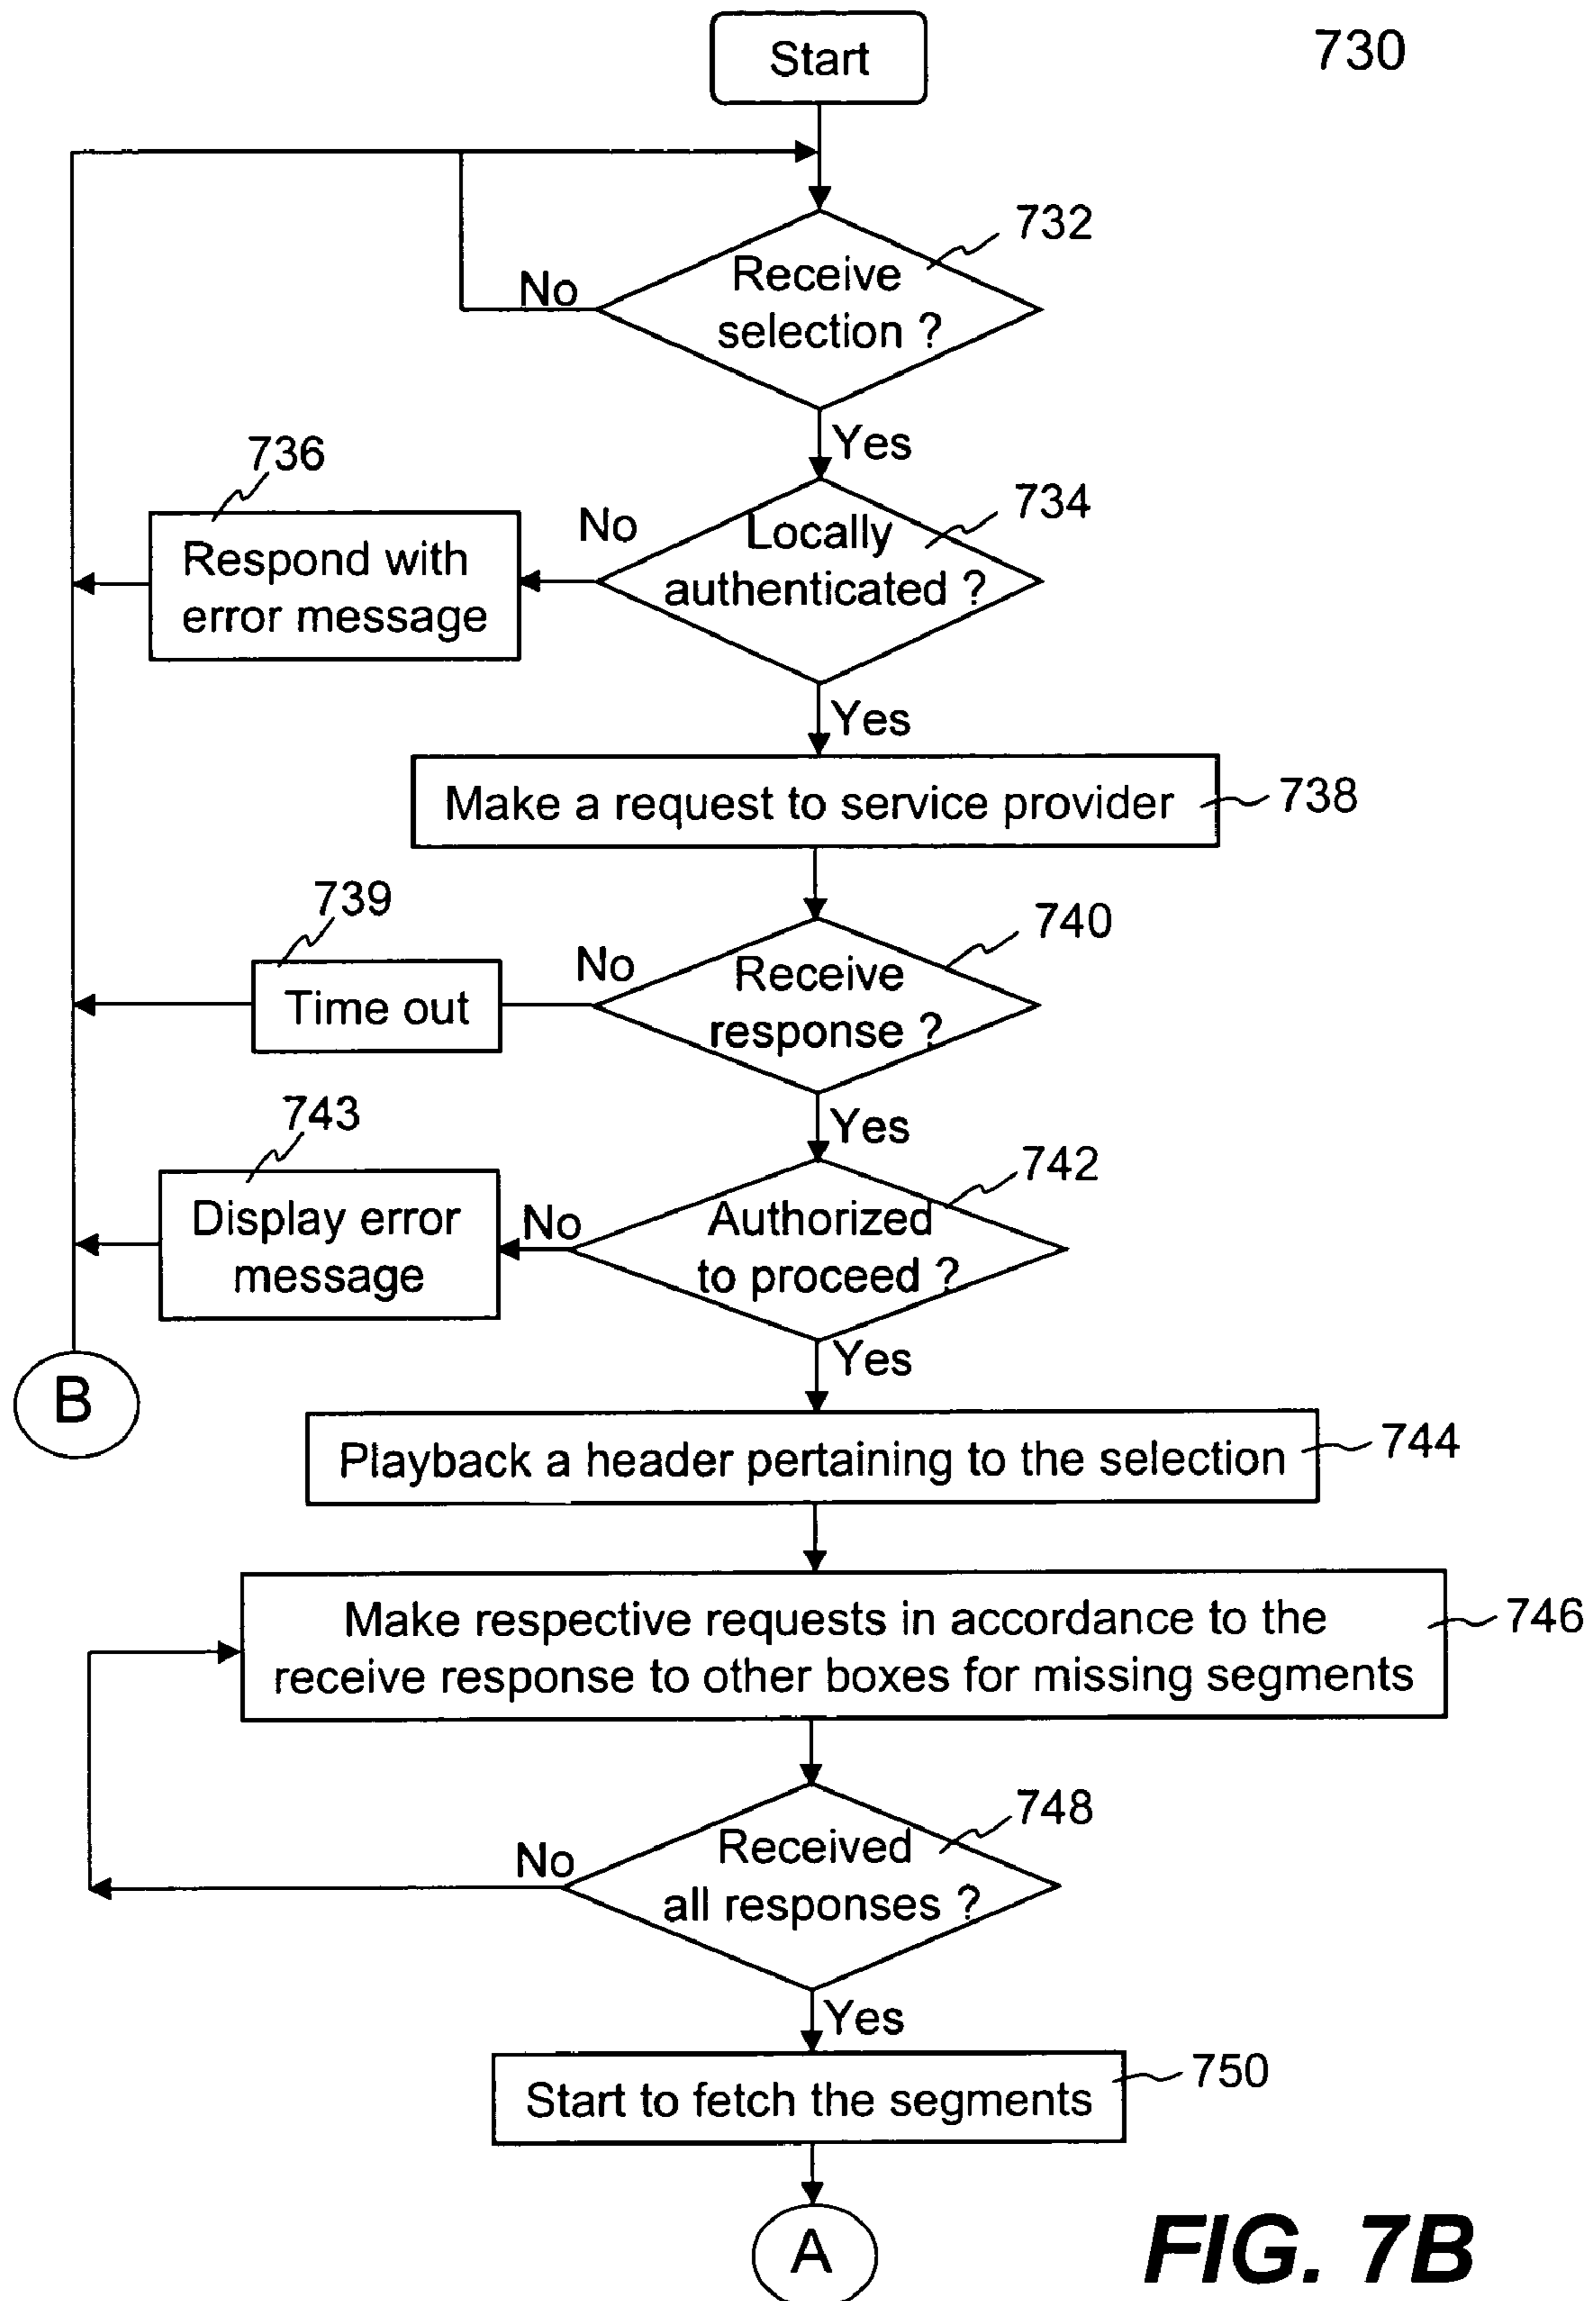 Start
730
732
Receive
selection ?
No
Yes
736
734
No
Locally
authenticated ?
Respond with
error message
Yes
Make a request to service provider
738
739
740
No
Receive
response ?
Time out
743
Yes
742
Display error
message
No
Authorized
to proceed ?
Yes
B
Playback a header pertaining to the selection
744
Make respective requests in accordance to the
receive response to other boxes for missing segments
746
748
No
Received
all responses ?
Yes
750
Start to fetch the segments
A
FIG. 7B